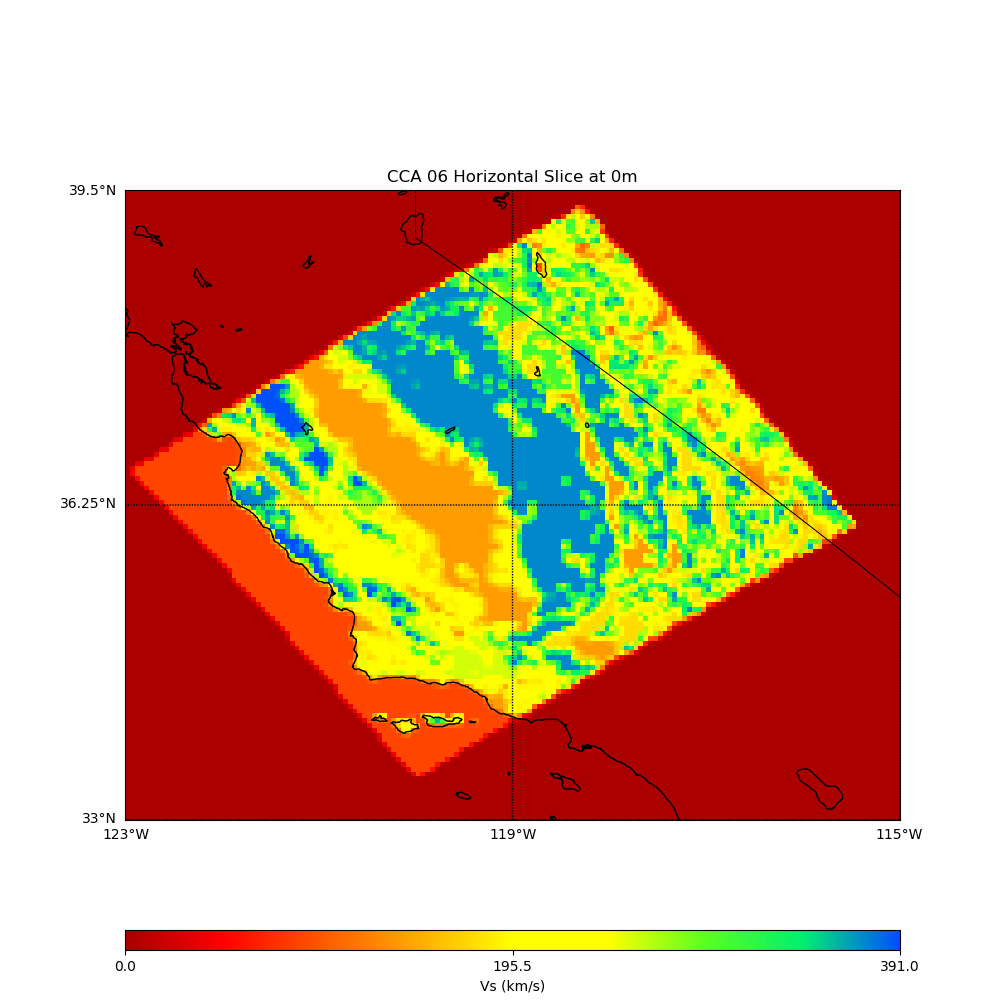 CCA 06 Horizontal Slice at 0m
39.5°N
36.25°N
33°N
123°W 119°W 115°W
0.0 195.5 391.0
Vs (km/s)